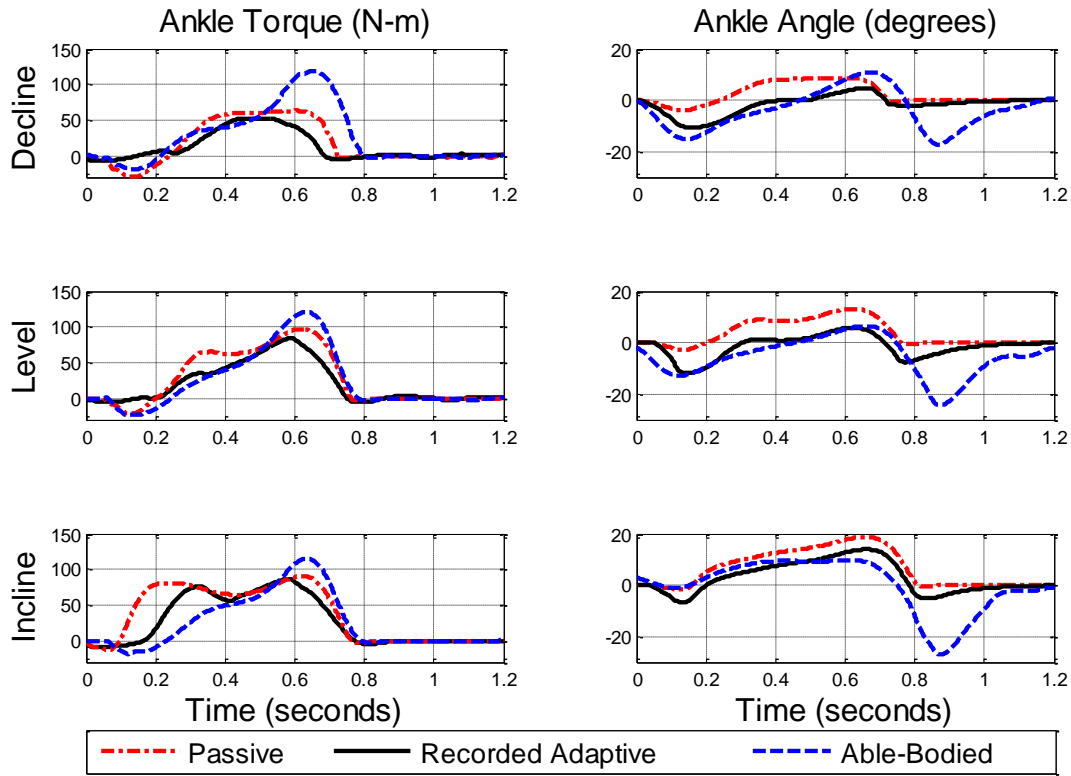 Ankle Torque (N-m)
Ankle Angle (degrees)
Decline
150
100
50
0
0 0.2 0.4 0.6 0.8 1 1.2
20
0
-20
0 0.2 0.4 0.6 0.8 1 1.2
Level
150
100
50
0
0 0.2 0.4 0.6 0.8 1 1.2
20
0
-20
0 0.2 0.4 0.6 0.8 1 1.2
Incline
150
100
50
0
0 0.2 0.4 0.6 0.8 1 1.2
Time (seconds)
20
0
-20
0 0.2 0.4 0.6 0.8 1 1.2
Time (seconds)
Passive
Recorded Adaptive
Able-Bodied